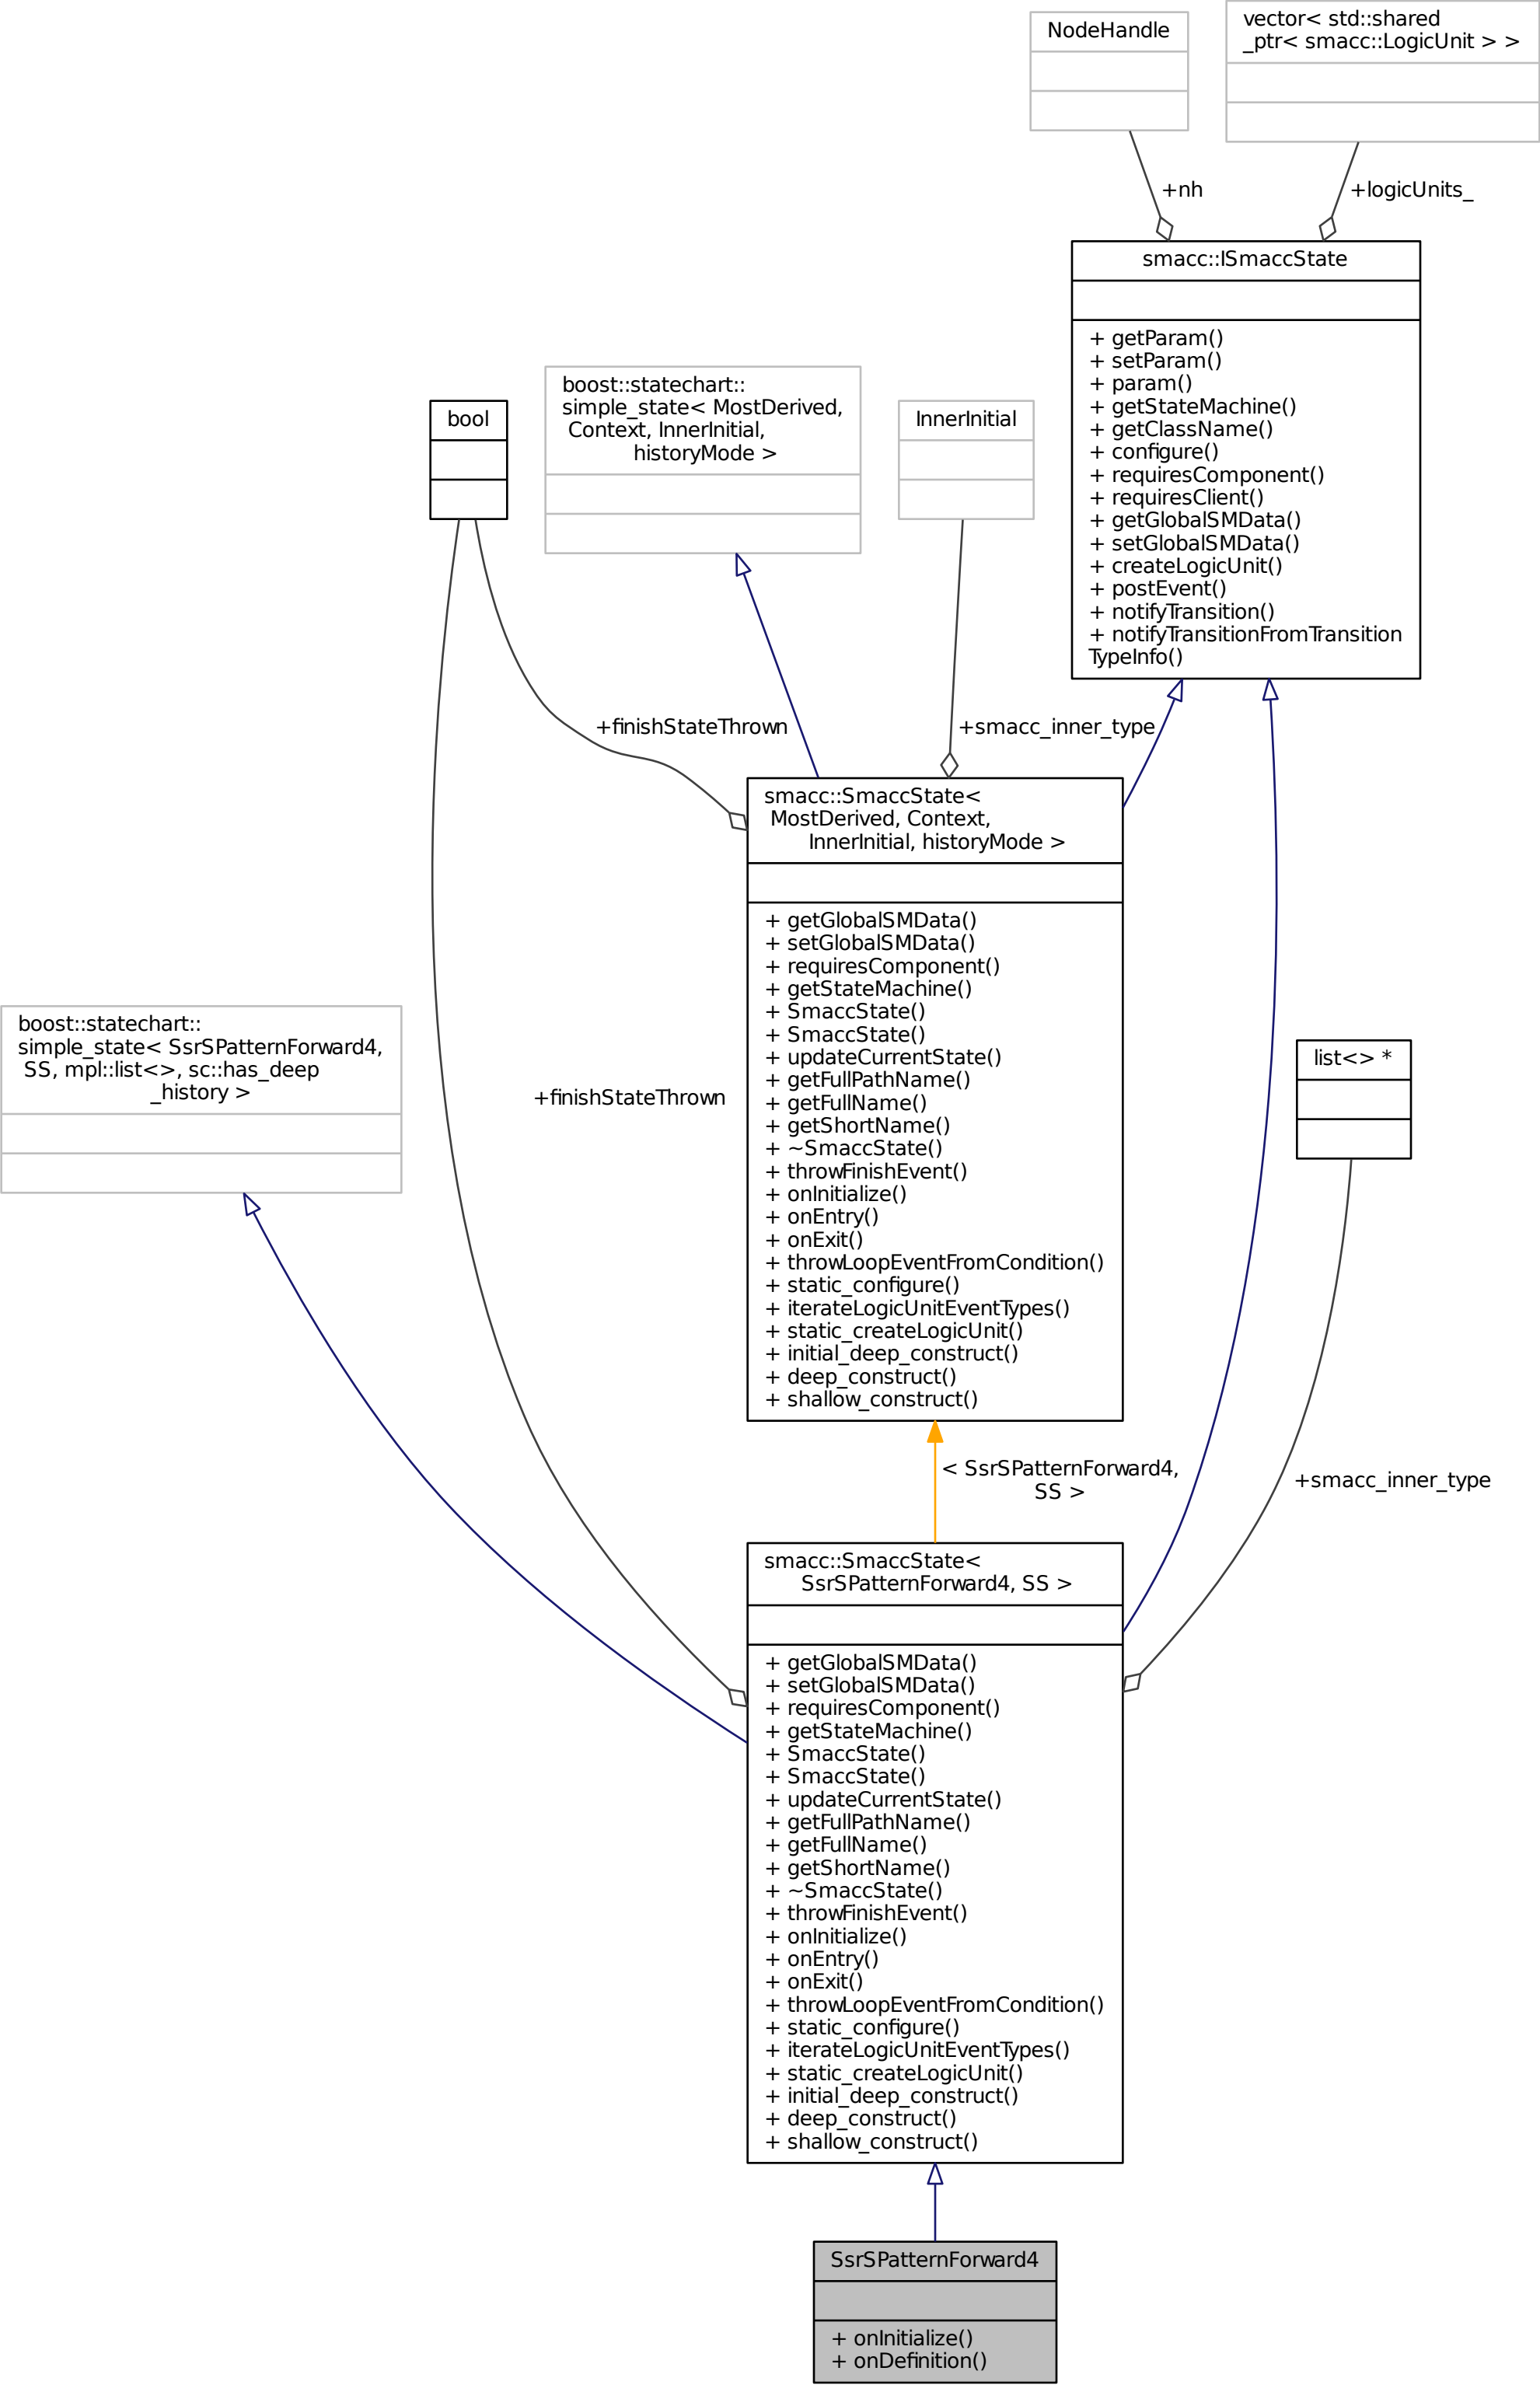 NodeHandle
vector< std::shared
_ptr< smacc::LogicUnit > >
+nh
+logicUnits_
smacc::ISmaccState
+ getParam()
+ setParam()
+ param()
+ getStateMachine()
+ getClassName()
+ configure()
+ requiresComponent()
+ requiresClient()
+ getGlobalSMData()
+ setGlobalSMData()
+ createLogicUnit()
+ postEvent()
+ notifyTransition()
+ notifyTransitionFromTransition
TypeInfo()
bool
boost::statechart::
simple_state< MostDerived,
Context, InnerInitial,
historyMode >
InnerInitial
+finishStateThrown
+smacc_inner_type
smacc::SmaccState<
MostDerived, Context,
InnerInitial, historyMode >
+ getGlobalSMData()
+ setGlobalSMData()
+ requiresComponent()
+ getStateMachine()
+ SmaccState()
+ SmaccState()
+ updateCurrentState()
+ getFullPathName()
+ getFullName()
+ getShortName()
+ ~SmaccState()
+ throwFinishEvent()
+ onInitialize()
+ onEntry()
+ onExit()
+ throwLoopEventFromCondition()
+ static_configure()
+ iterateLogicUnitEventTypes()
+ static_createLogicUnit()
+ initial_deep_construct()
+ deep_construct()
+ shallow_construct()
boost::statechart::
simple_state< SsrSPatternForward4,
SS, mpl::list<>, sc::has_deep
_history >
+finishStateThrown
list<> *
< SsrSPatternForward4,
SS >
+smacc_inner_type
smacc::SmaccState<
SsrSPatternForward4, SS >
+ getGlobalSMData()
+ setGlobalSMData()
+ requiresComponent()
+ getStateMachine()
+ SmaccState()
+ SmaccState()
+ updateCurrentState()
+ getFullPathName()
+ getFullName()
+ getShortName()
+ ~SmaccState()
+ throwFinishEvent()
+ onInitialize()
+ onEntry()
+ onExit()
+ throwLoopEventFromCondition()
+ static_configure()
+ iterateLogicUnitEventTypes()
+ static_createLogicUnit()
+ initial_deep_construct()
+ deep_construct()
+ shallow_construct()
SsrSPatternForward4
+ onInitialize()
+ onDefinition()